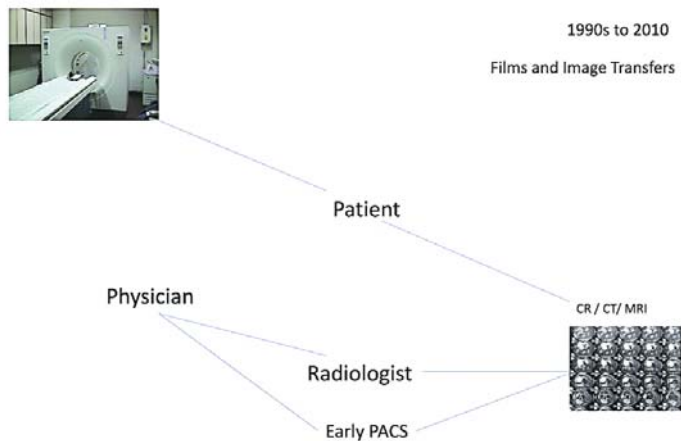 1990s to 2010
Films and Image Transfers
Patient
Physician
CR / CT/ MRI
Radiologist
Early PACS